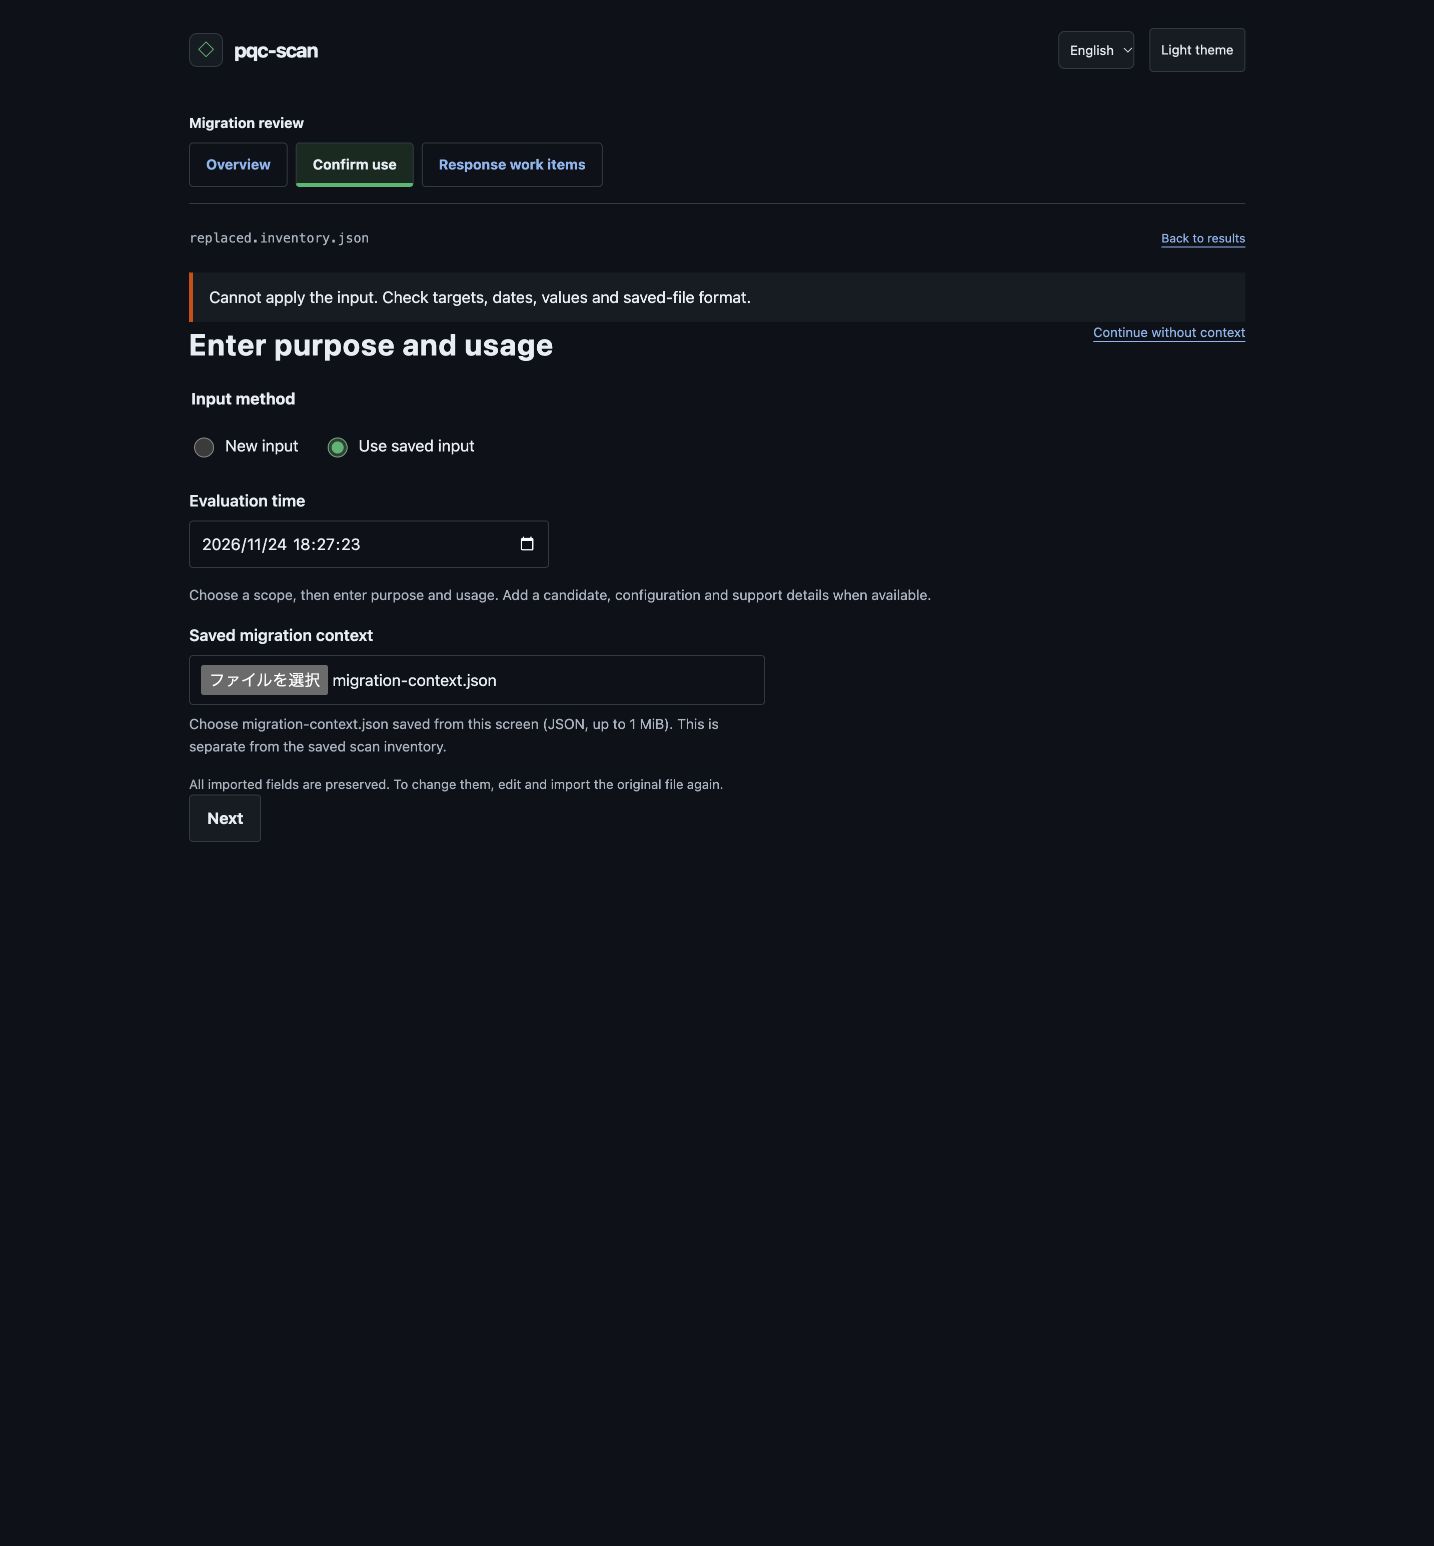 pqc-scan
English
Light theme
Migration review
Overview
Confirm use
Response work items
replaced.inventory.json
Back to results
Cannot apply the input. Check targets, dates, values and saved-file format.
Continue without context
Enter purpose and usage
Input method
New input
Use saved input
Evaluation time
2026/11/24 18:27:23
Choose a scope, then enter purpose and usage. Add a candidate, configuration and support details when available.
Saved migration context
ファイルを選択 migration-context.json
Choose migration-context.json saved from this screen (JSON, up to 1 MiB). This is
separate from the saved scan inventory.
All imported fields are preserved. To change them, edit and import the original file again.
Next